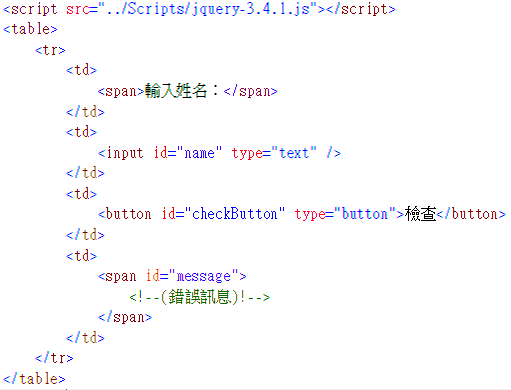 <script src="../Scripts/jquery-3.4.1.js"></script>
<table>
    <tr>
        <td>
            <span>輸入姓名：</span>
        </td>
        <td>
            <input id="name" type="text" />
        </td>
        <td>
            <button id="checkButton" type="button">檢查</button>
        </td>
        <td>
            <span id="message">
                <!--(錯誤訊息)!-->
            </span>
        </td>
    </tr>
</table>